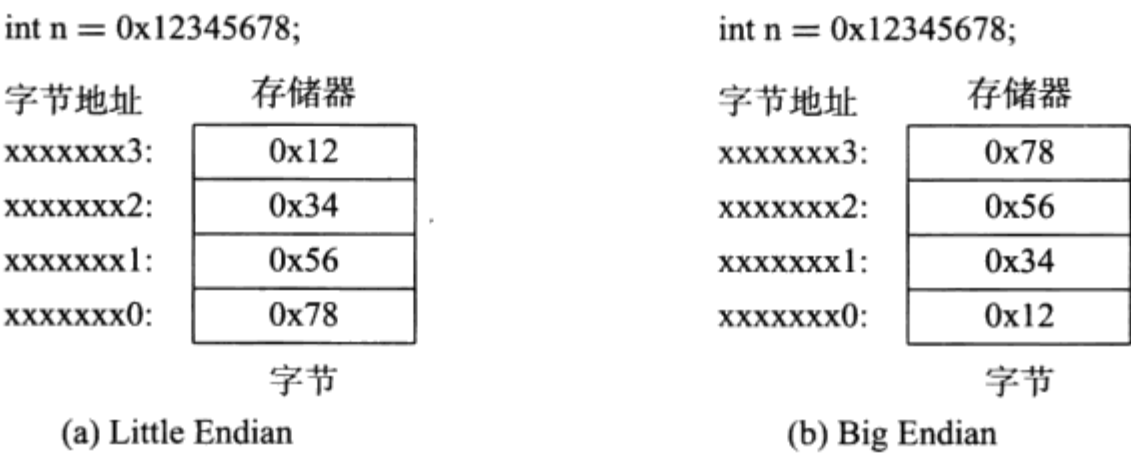 int n = 0x12345678;
字节地址 存储器
xxxxxxx3: 0x12
xxxxxxx2: 0x34
xxxxxxx1: 0x56
xxxxxxx0: 0x78
字节
(a) Little Endian
int n = 0x12345678;
字节地址 存储器
xxxxxxx3: 0x78
xxxxxxx2: 0x56
xxxxxxx1: 0x34
xxxxxxx0: 0x12
字节
(b) Big Endian